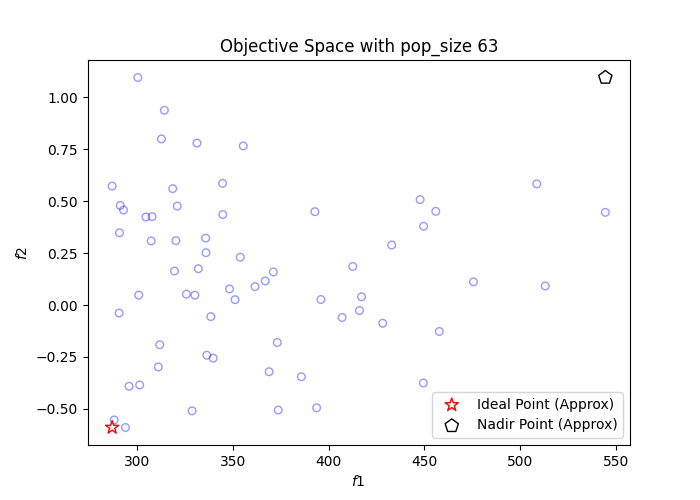 Objective Space with pop_size 63
1.00
0.75
0.50
0.25
0.00
−0.25
−0.50
f2
300 350 400 450 500 550
f1
Ideal Point (Approx)
Nadir Point (Approx)